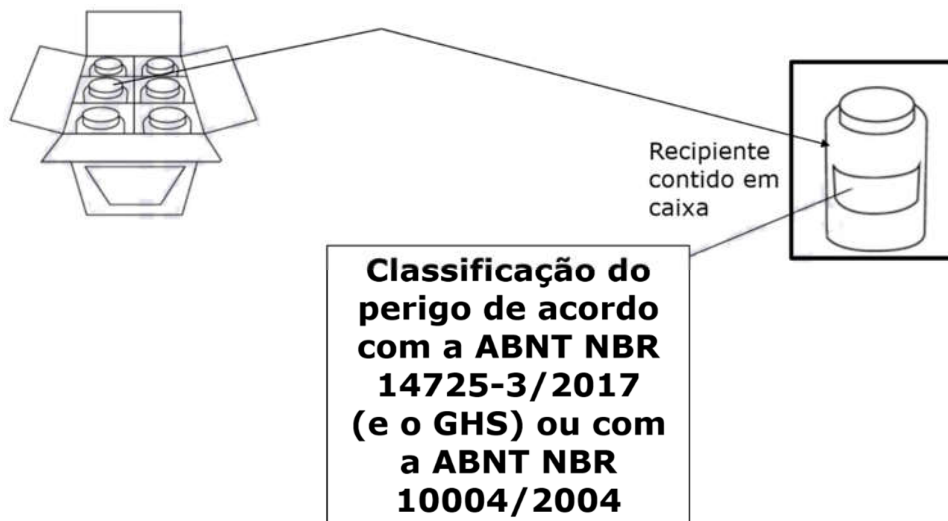 Recipiente
contido em
caixa
Classificação do
perigo de acordo
com a ABNT NBR
14725-3/2017
(e o GHS) ou com
a ABNT NBR
10004/2004